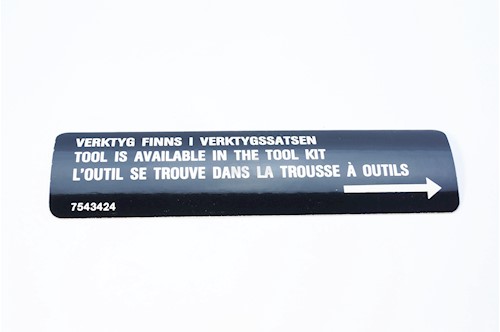 VERKTYG FINNS I VERKTYGSSATSEN
TOOL IS AVAILABLE IN THE TOOL KIT
L'OUTIL SE TROUVE DANS LA TROUSSE À OUTILS
7543424